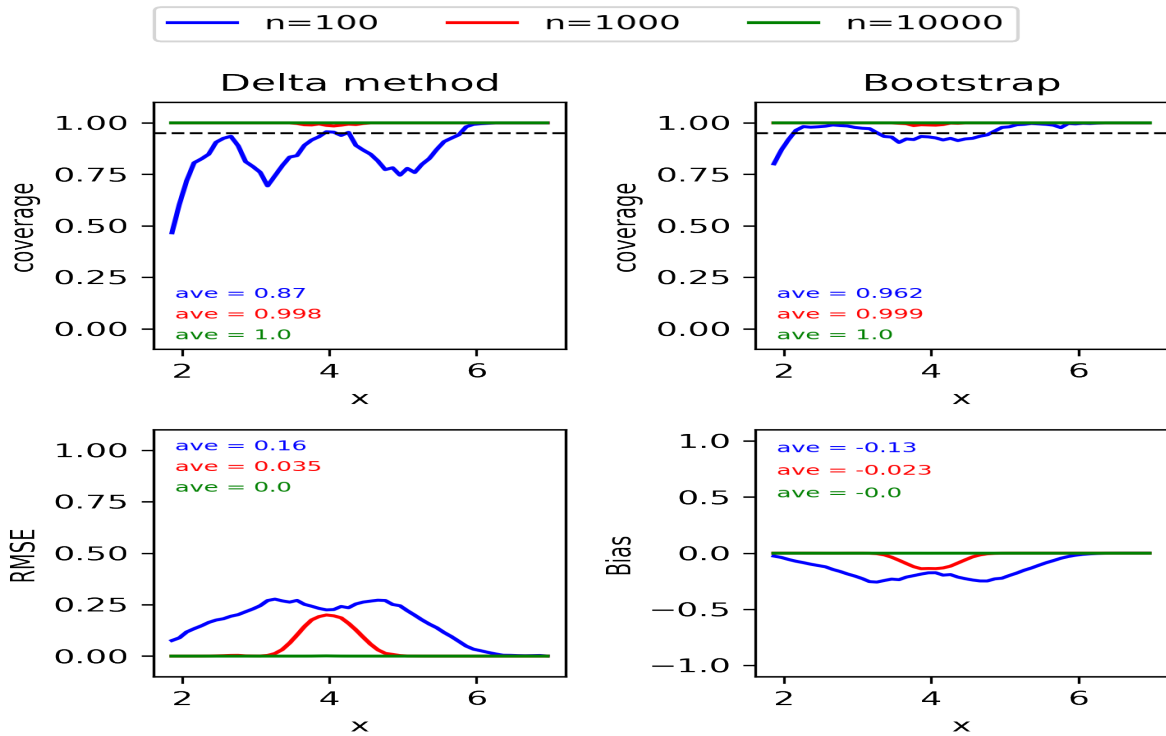 n=100 n=1000 n=10000
Delta method
1.00
0.75
0.50
0.25
0.00
coverage
ave = 0.87
ave = 0.998
ave = 1.0
2 4 6
x
Bootstrap
1.00
0.75
0.50
0.25
0.00
coverage
ave = 0.962
ave = 0.999
ave = 1.0
2 4 6
x
1.00
0.75
0.50
0.25
0.00
RMSE
ave = 0.16
ave = 0.035
ave = 0.0
2 4 6
x
1.0
0.5
0.0
−0.5
−1.0
Bias
ave = -0.13
ave = -0.023
ave = -0.0
2 4 6
x